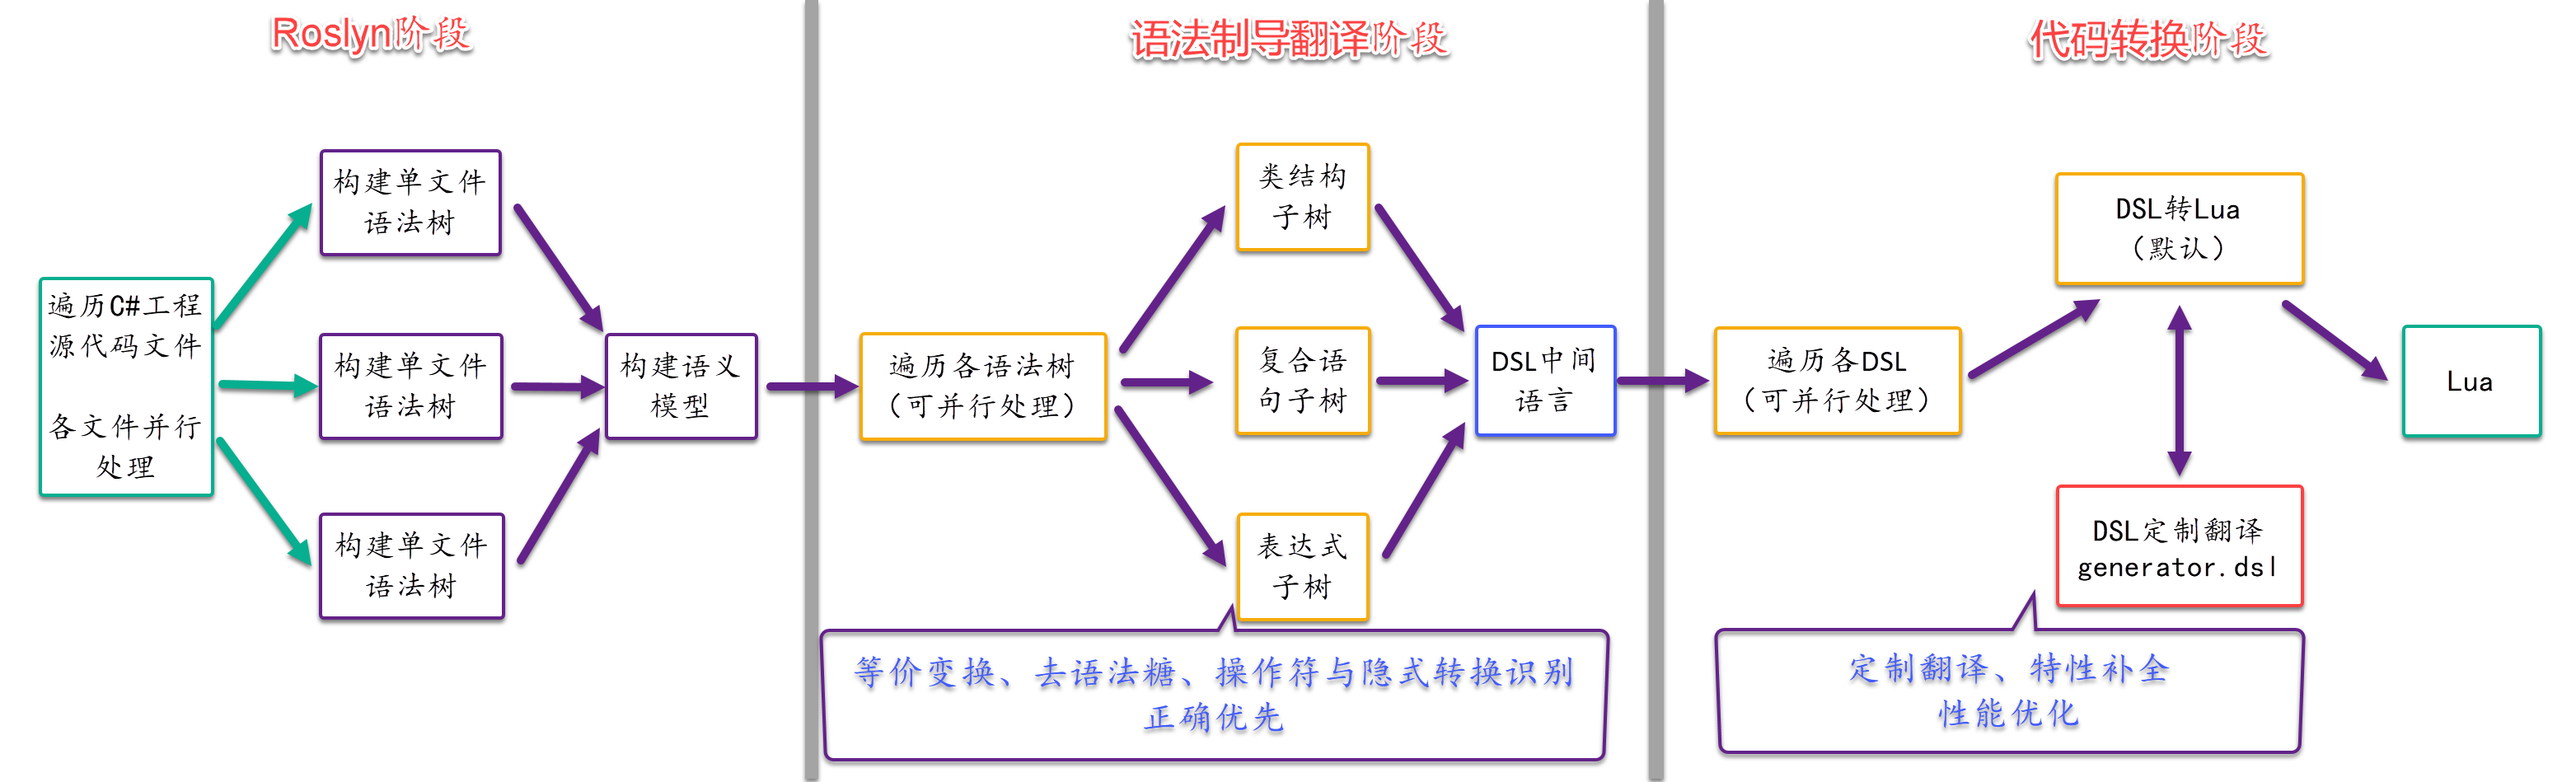 Roslyn阶段
语法制导翻译阶段
代码转换阶段
遍历C#工程
源代码文件
各文件并行
处理
构建单文件
语法树
构建单文件
语法树
构建单文件
语法树
构建语义
模型
遍历各语法树
（可并行处理）
类结构
子树
复合语
句子树
表达式
子树
DSL中间
语言
等价变换、去语法糖、操作符与隐式转换识别
正确优先
遍历各DSL
（可并行处理）
DSL转Lua
（默认）
DSL定制翻译
generator.dsl
Lua
定制翻译、特性补全
性能优化